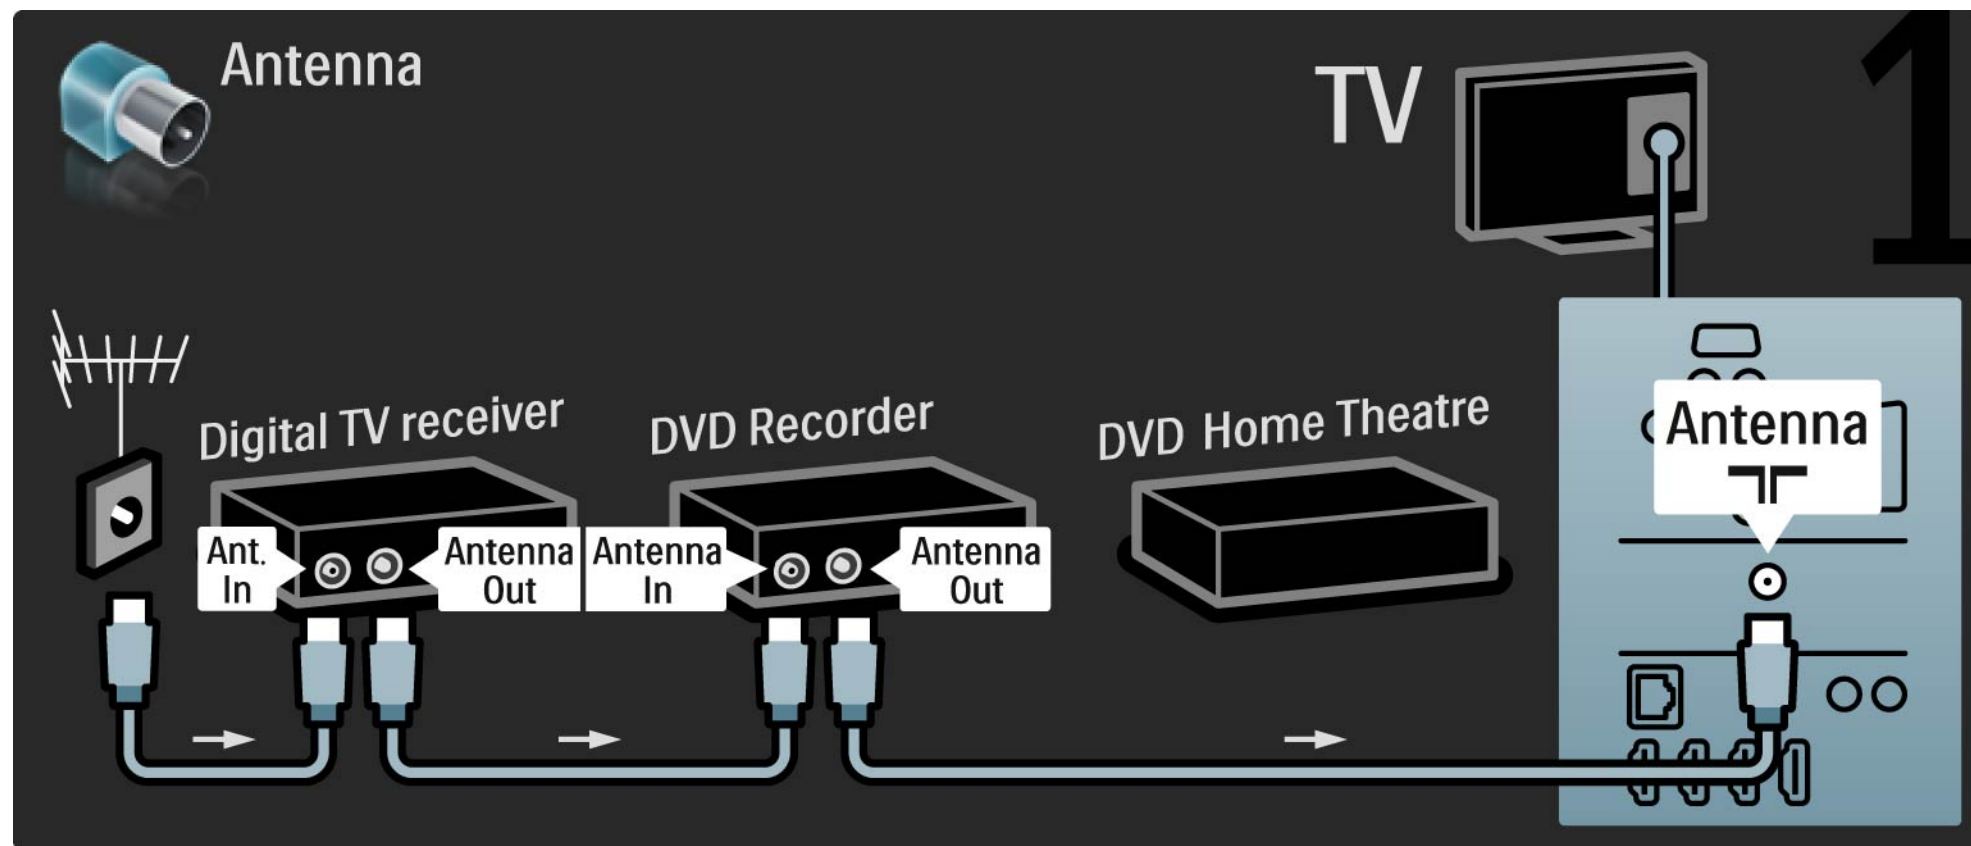 Antenna
TV
1
Digital TV receiver
DVD Recorder
DVD Home Theatre
Antenna
Ant.
In
Antenna
Out
Antenna
In
Antenna
Out